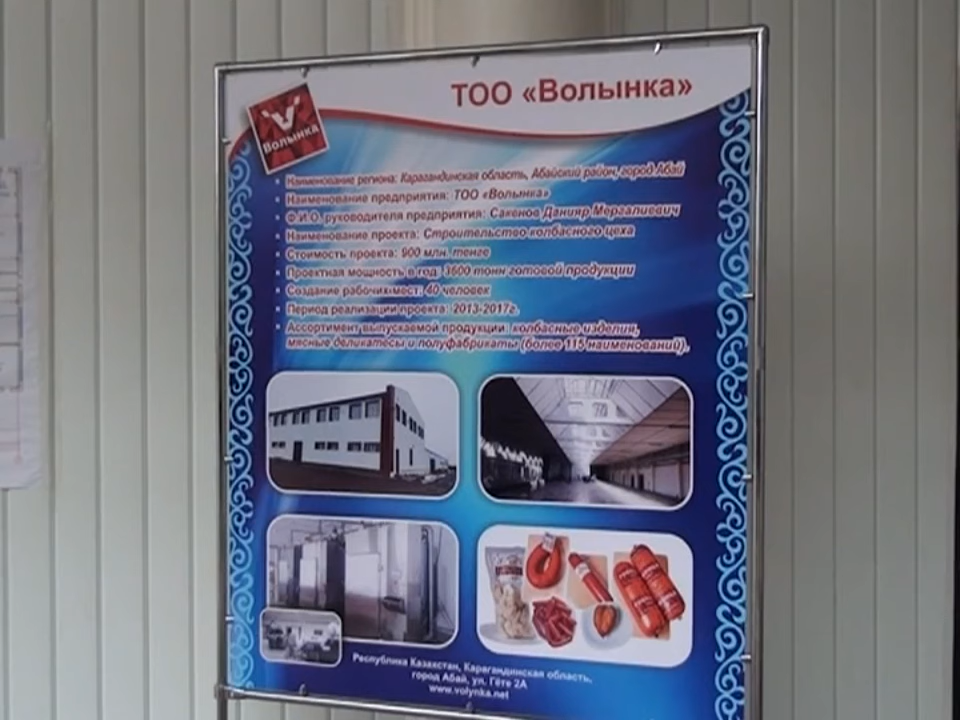 ТОО «Волынка»
Волынка
Наименование региона: Карагандинская область, Абайский район, город Абай
Наименование предприятия: ТОО «Волынка»
Ф.И.О. руководителя предприятия: Сакенов Данияр Мергалиевич
Наименование проекта: Строительство колбасного цеха
Стоимость проекта: 900 млн. тенге
Проектная мощность в год: 3600 тонн готовой продукции
Создание рабочих мест: 40 человек
Период реализации проекта: 2013-2017г.
Ассортимент выпускаемой продукции: колбасные изделия,
мясные деликатесы и полуфабрикаты (более 115 наименований).
Республика Казахстан, Карагандинская область,
город Абай, ул. Гёте 2А
www.volynka.net